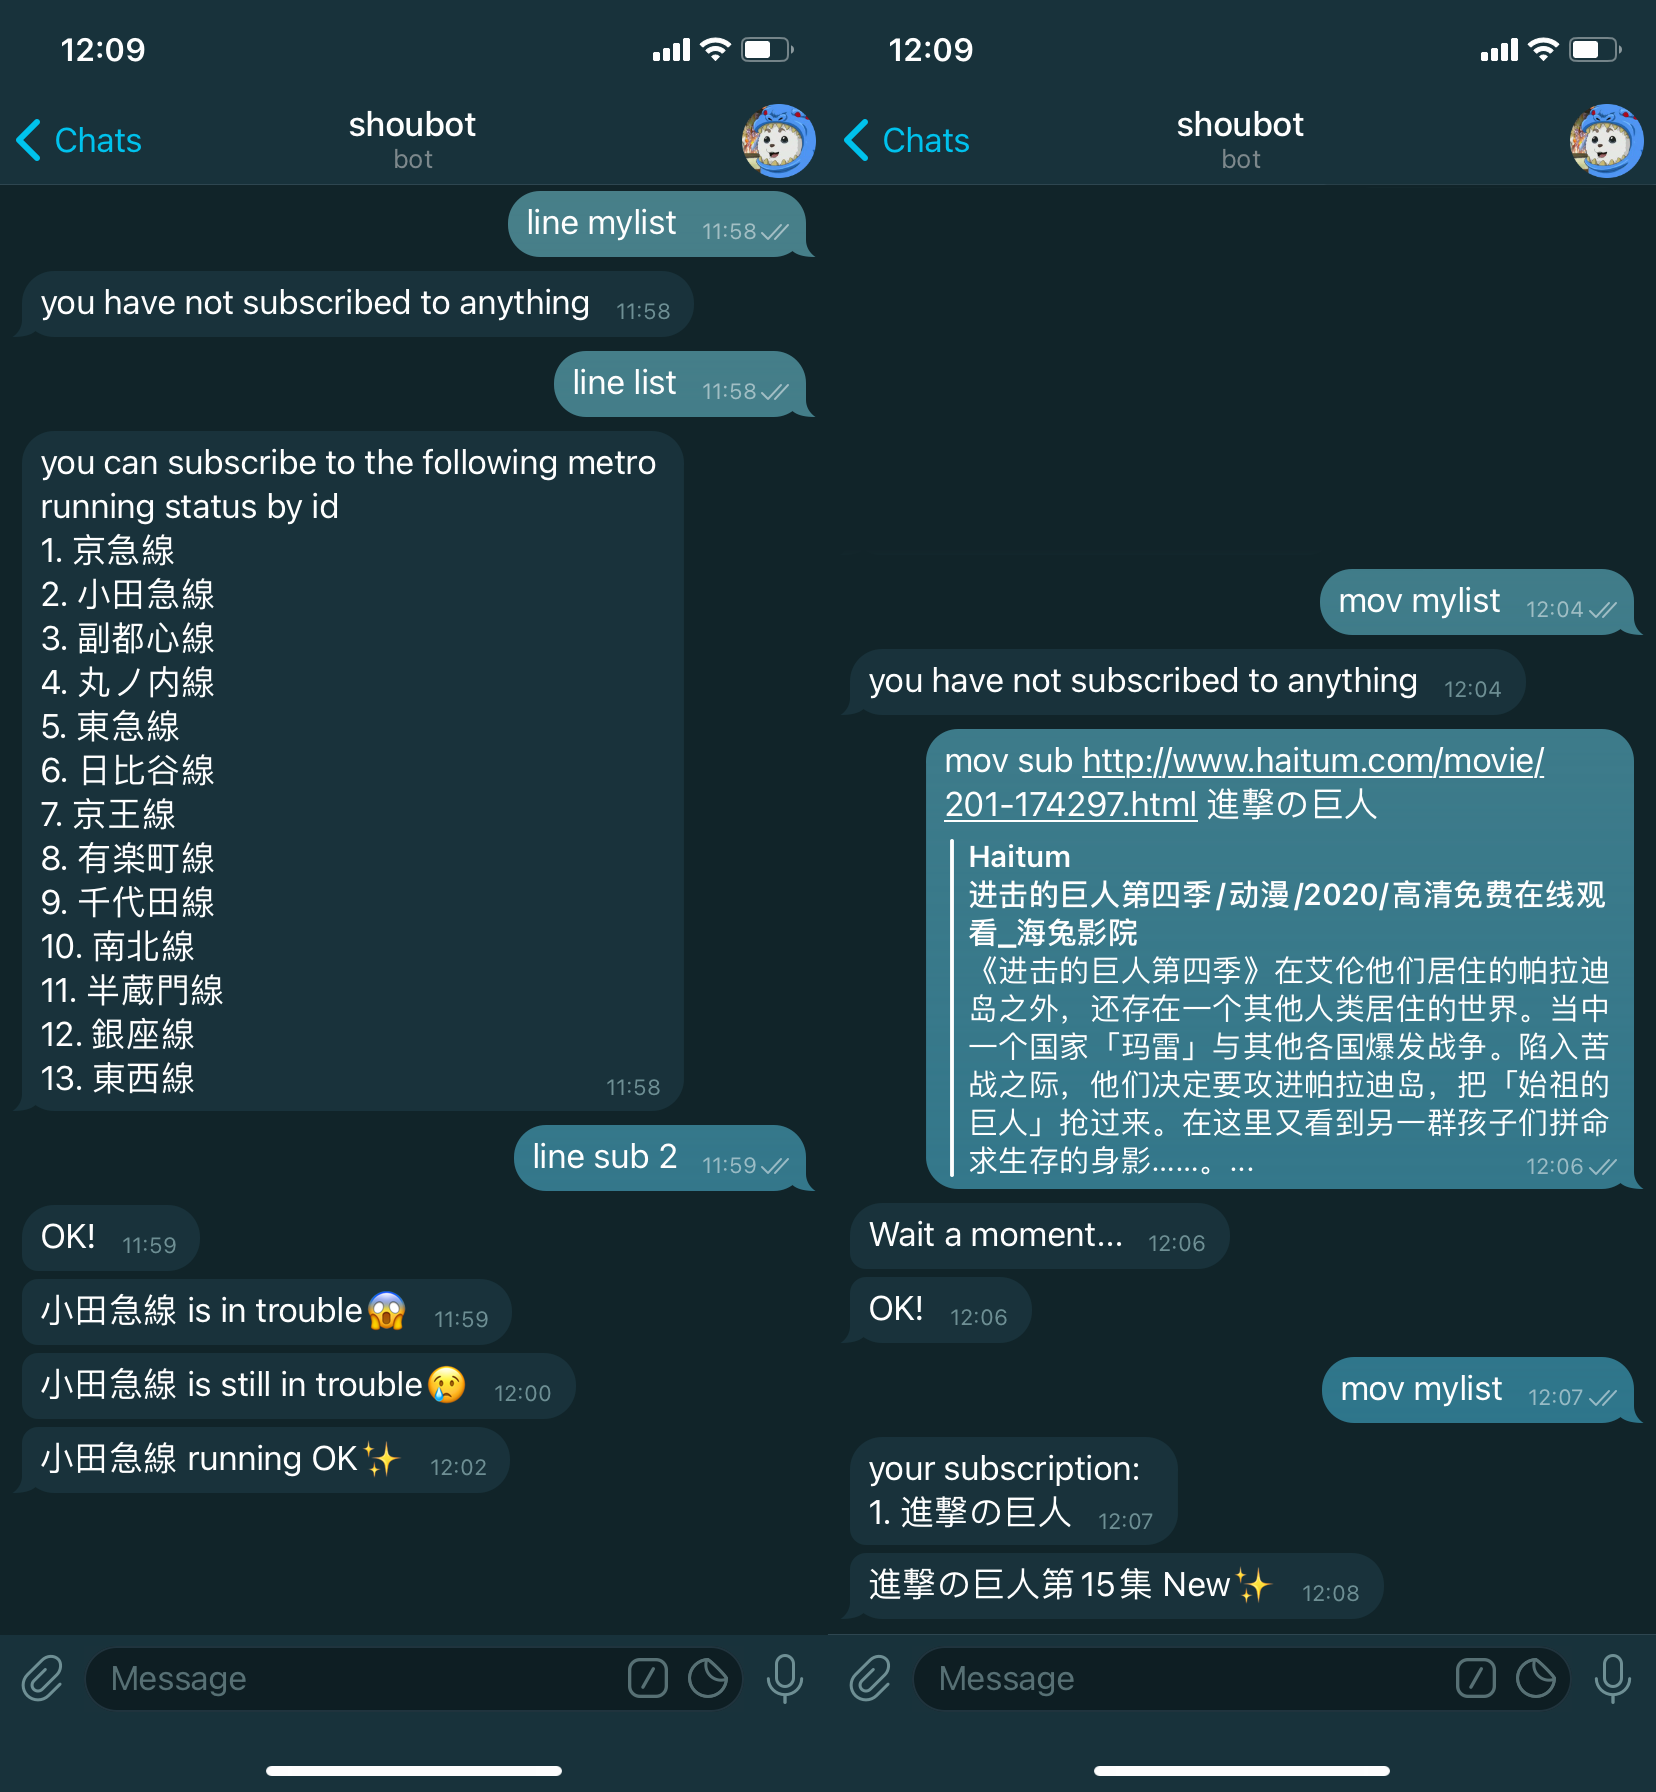 12:09
Chats
shoubot
bot
line mylist 11:58
you have not subscribed to anything 11:58
line list 11:58
you can subscribe to the following metro
running status by id
1. 京急線
2. 小田急線
3. 副都心線
4. 丸ノ内線
5. 東急線
6. 日比谷線
7. 京王線
8. 有楽町線
9. 千代田線
10. 南北線
11. 半蔵門線
12. 銀座線
13. 東西線 11:58
line sub 2 11:59
OK! 11:59
小田急線 is in trouble😱 11:59
小田急線 is still in trouble😢 12:00
小田急線 running OK✨ 12:02
Message
12:09
Chats
shoubot
bot
mov mylist 12:04
you have not subscribed to anything 12:04
mov sub http://www.haitum.com/movie/
201-174297.html 進撃の巨人
Haitum
进击的巨人第四季/动漫/2020/高清免费在线观
看_海兔影院
《进击的巨人第四季》在艾伦他们居住的帕拉迪
岛之外，还存在一个其他人类居住的世界。当中
一个国家「玛雷」与其他各国爆发战争。陷入苦
战之际，他们决定要攻进帕拉迪岛，把「始祖的
巨人」抢过来。在这里又看到另一群孩子们拼命
求生存的身影……。... 12:06
Wait a moment... 12:06
OK! 12:06
mov mylist 12:07
your subscription:
1. 進撃の巨人 12:07
進撃の巨人第15集 New✨ 12:08
Message